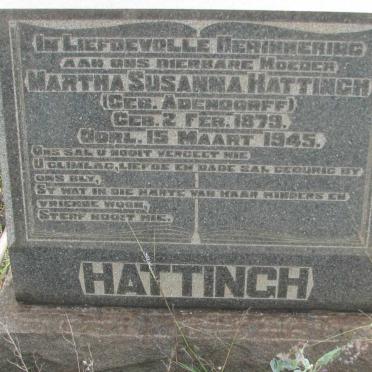 IN LIEFDEVOLLE HERINNERING
AAN ONS DIERBARE MOEDER
MARTHA SUSANNA HATTINGH
(GEB. ADENDORFF)
GEB. 2 FEB. 1879.
OORL. 15 MAART 1945.
ONS SAL U NOOIT VERGEET NIE
U GLIMLAG, LIEFDE EN DADE SAL GEDURIG BY
ONS BLY,
SY WAT IN DIE HARTE VAN HAAR KINDERS EN
VRIENDE WOON,
STERF NOOIT NIE.
HATTINGH